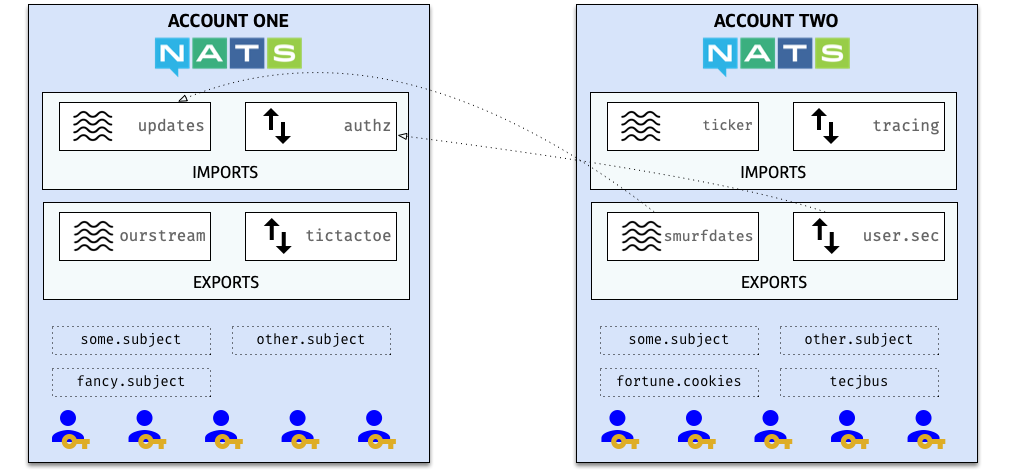 ACCOUNT ONE
NATS
updates
authz
IMPORTS
ourstream
tictactoe
EXPORTS
some.subject
other.subject
fancy.subject
ACCOUNT TWO
NATS
ticker
tracing
IMPORTS
smurfdates
user.sec
EXPORTS
some.subject
other.subject
fortune.cookies
tecjbus